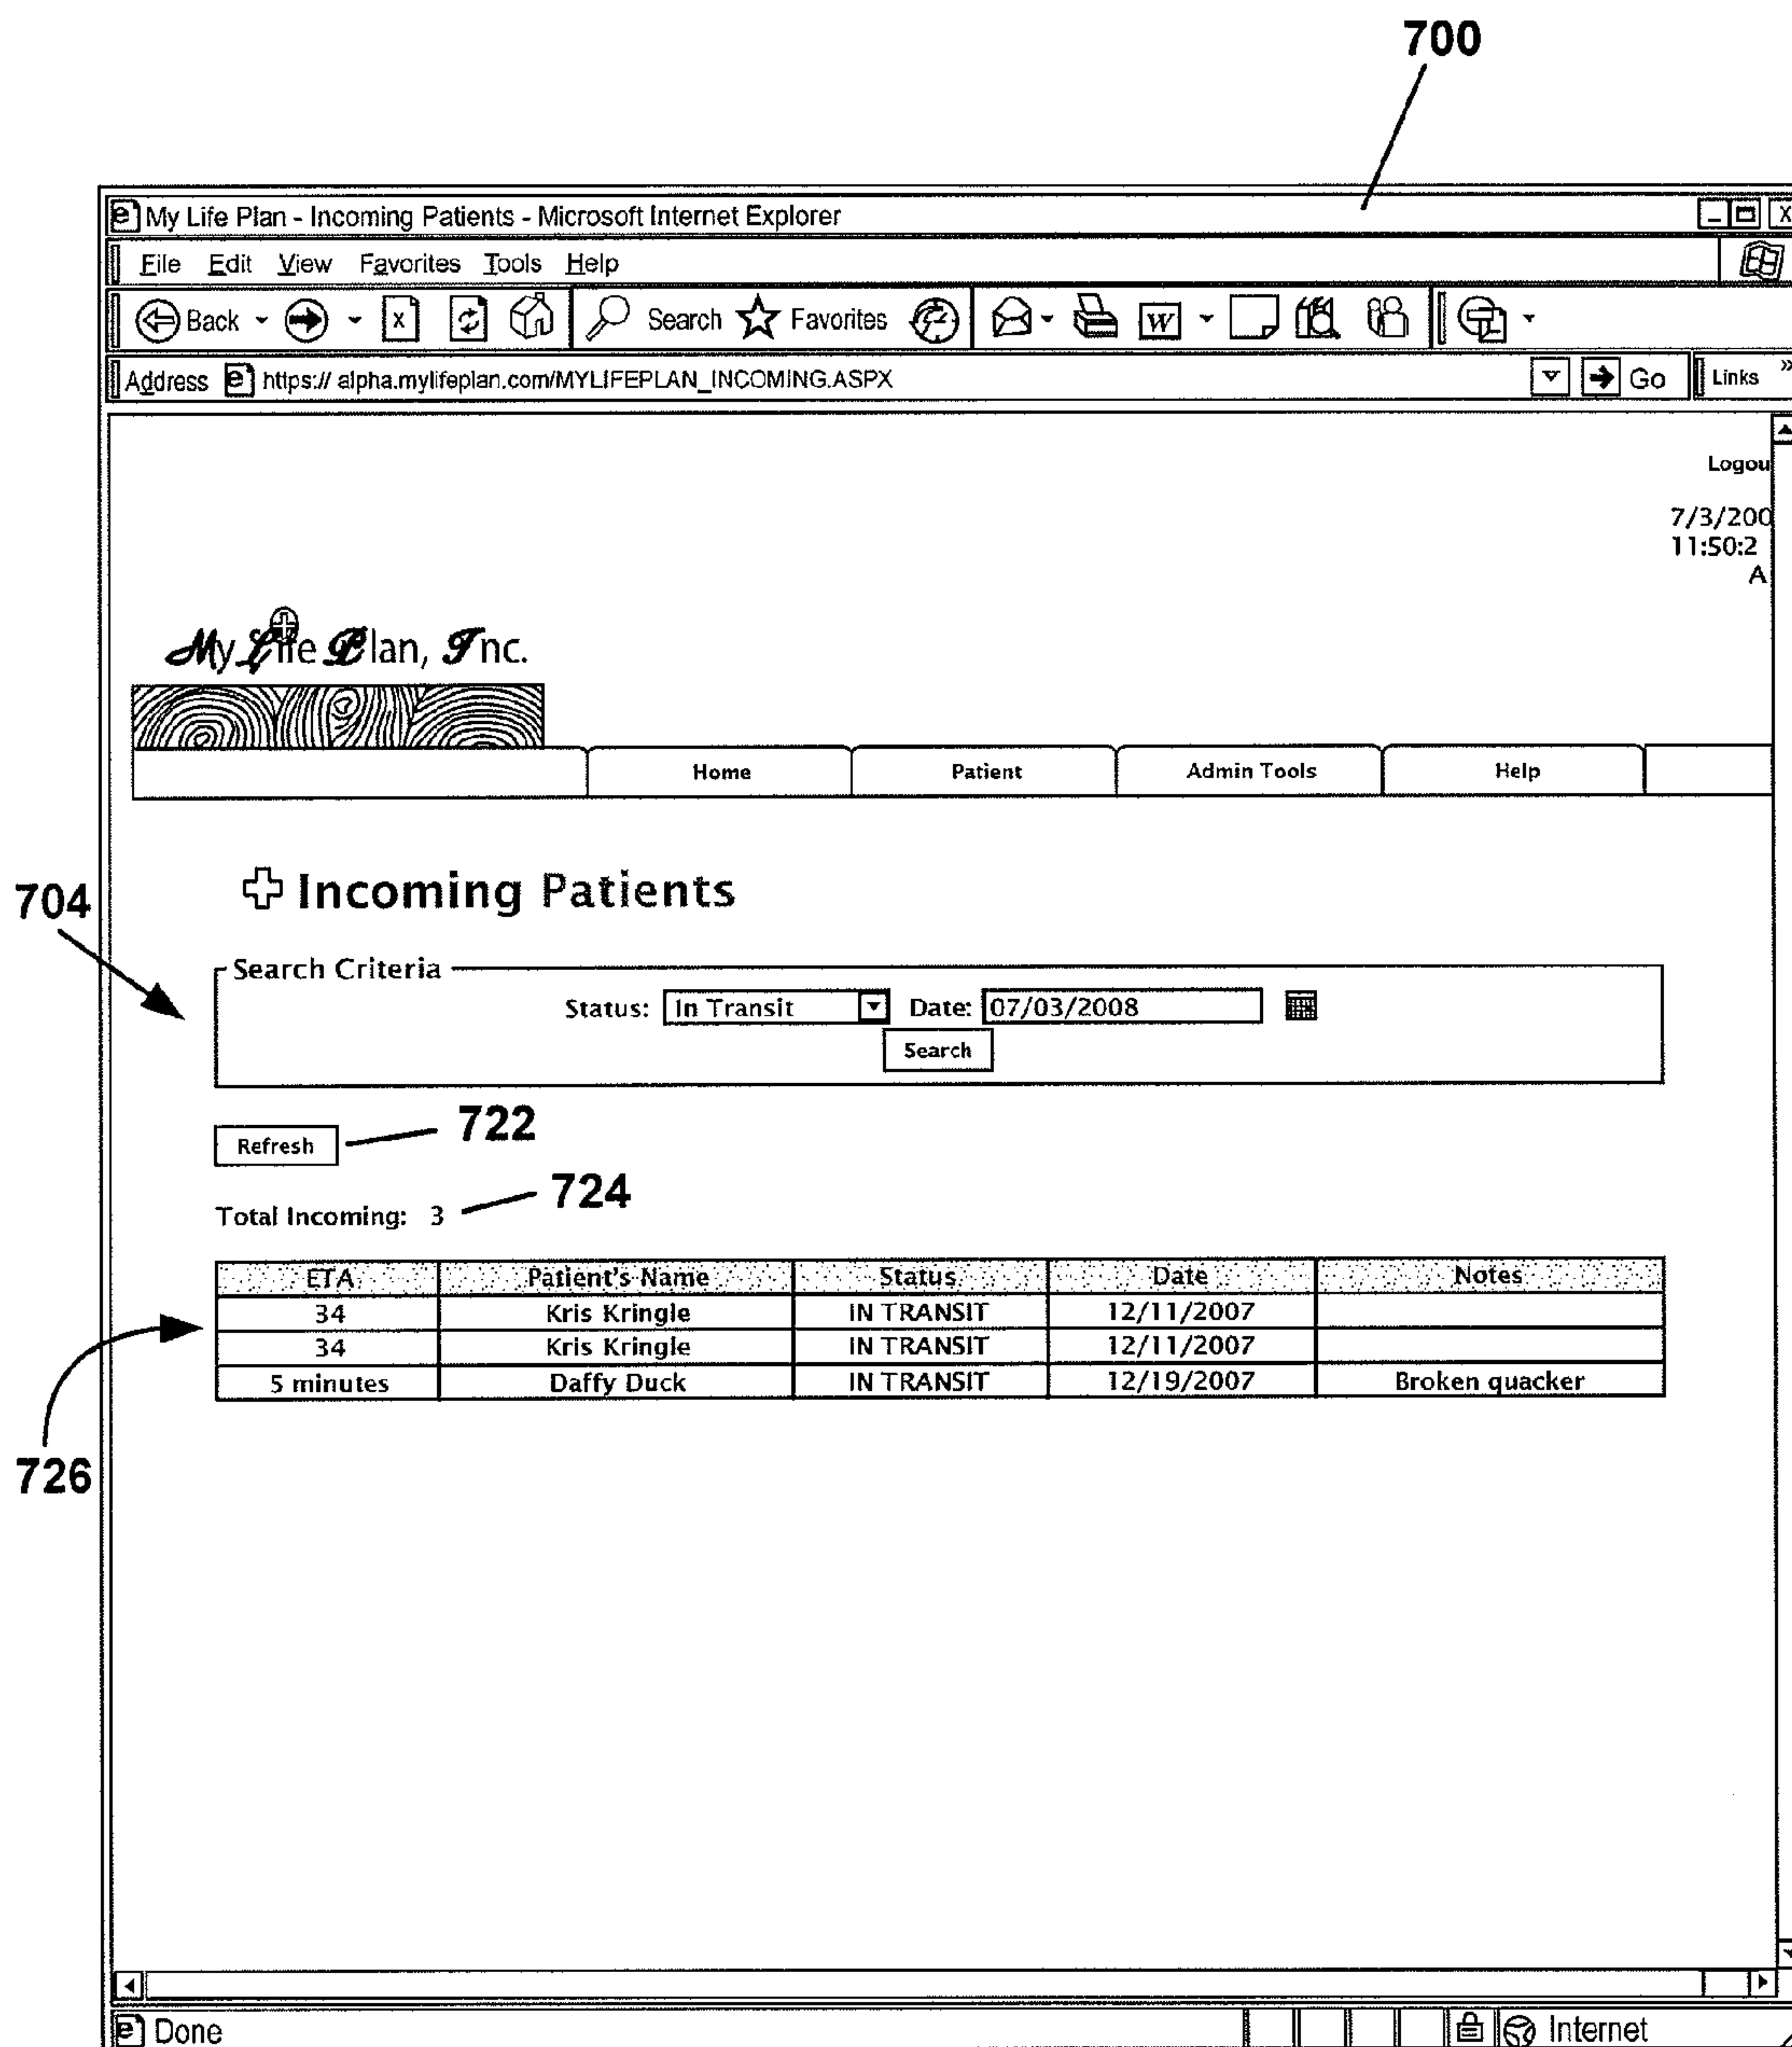 700
My Life Plan - Incoming Patients - Microsoft Internet Explorer
File Edit View Favorites Tools Help
Back Search Favorites W
Address https:// alpha.mylifeplan.com/MYLIFEPLAN_INCOMING.ASPX Go Links »
Logou
7/3/200
11:50:2
A
My Life Plan, Inc.
Home Patient Admin Tools Help
704
Incoming Patients
Search Criteria
Status: In Transit Date: 07/03/2008
Search
Refresh 722
Total Incoming: 3 724
ETA Patient's Name Status Date Notes
34 Kris Kringle IN TRANSIT 12/11/2007
34 Kris Kringle IN TRANSIT 12/11/2007
5 minutes Daffy Duck IN TRANSIT 12/19/2007 Broken quacker
726
Done Internet